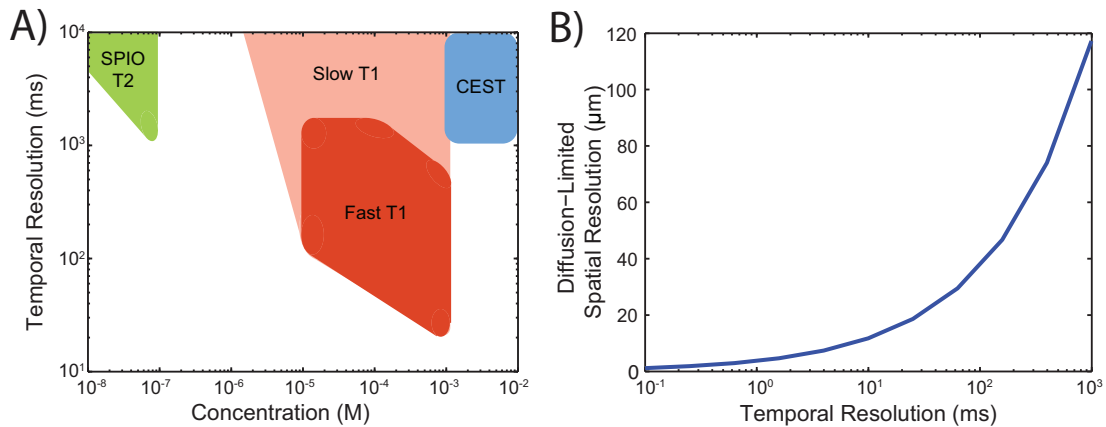 A)
Temporal Resolution (ms)
10^4
10^3
10^2
10^1
SPIO
T2
Slow T1
CEST
Fast T1
10^-8
10^-7
10^-6
10^-5
10^-4
10^-3
10^-2
Concentration (M)
B)
Diffusion-Limited
Spatial Resolution (µm)
120
100
80
60
40
20
0
10^-1
10^0
10^1
10^2
10^3
Temporal Resolution (ms)